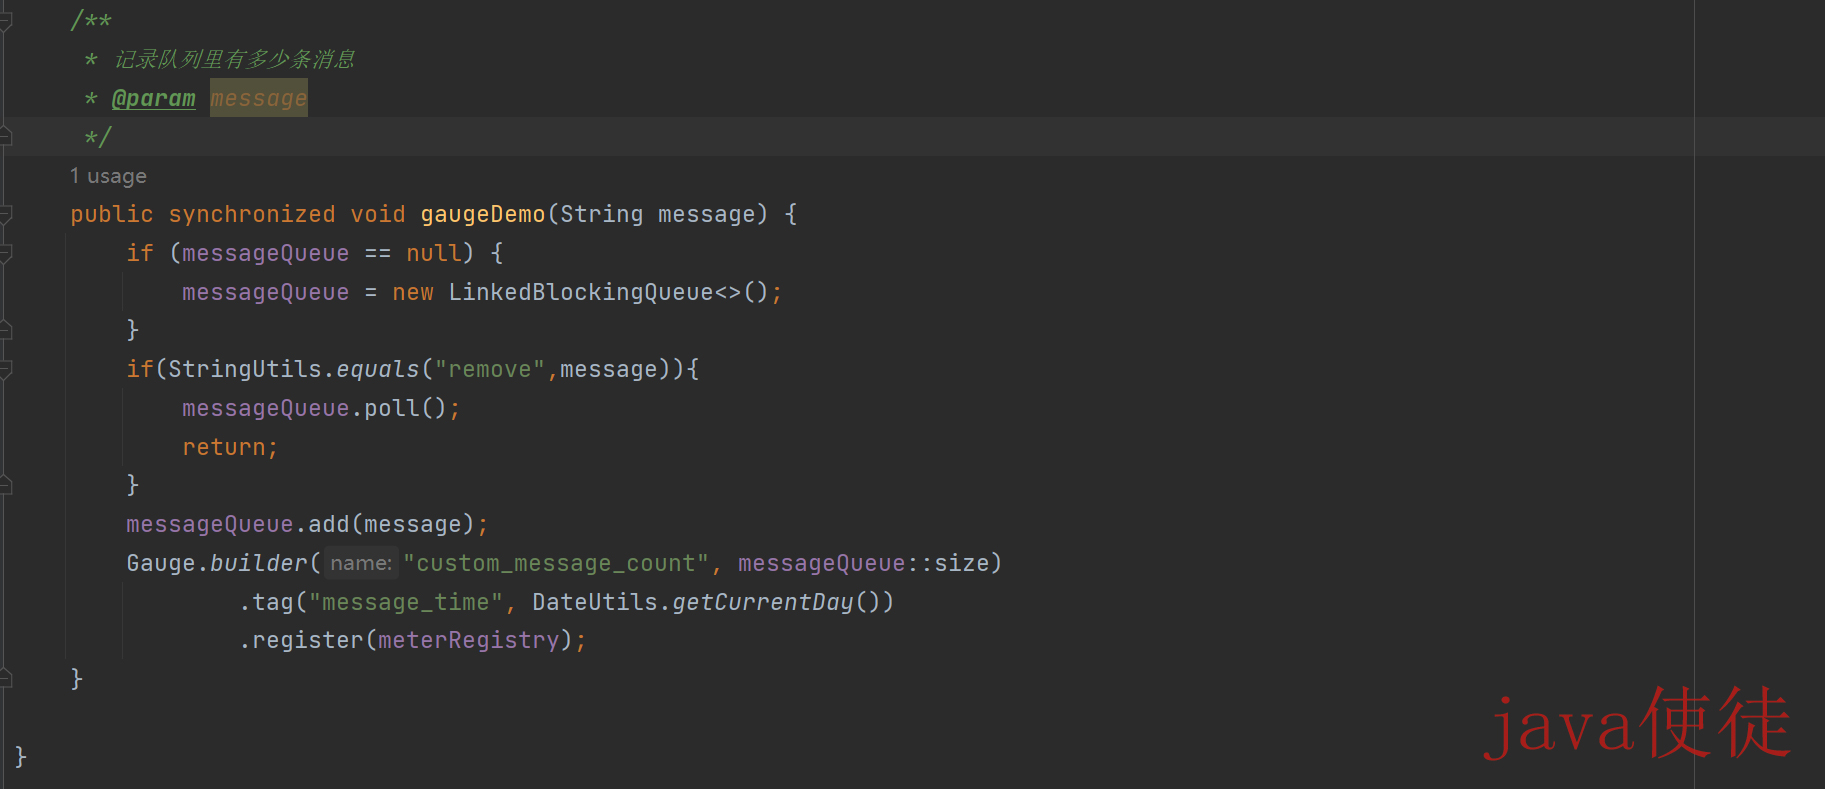 /**
 * 记录队列里有多少条消息
 * @param message
 */
1 usage
public synchronized void gaugeDemo(String message) {
    if (messageQueue == null) {
        messageQueue = new LinkedBlockingQueue<>();
    }
    if(StringUtils.equals("remove",message)){
        messageQueue.poll();
        return;
    }
    messageQueue.add(message);
    Gauge.builder( name: "custom_message_count", messageQueue::size)
            .tag("message_time", DateUtils.getCurrentDay())
            .register(meterRegistry);
}
java使徒
}